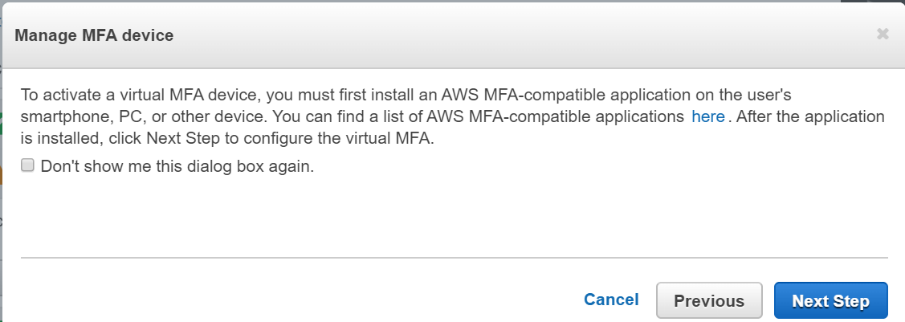 Manage MFA device
To activate a virtual MFA device, you must first install an AWS MFA-compatible application on the user's
smartphone, PC, or other device. You can find a list of AWS MFA-compatible applications here. After the application
is installed, click Next Step to configure the virtual MFA.
Don't show me this dialog box again.
Cancel Previous Next Step